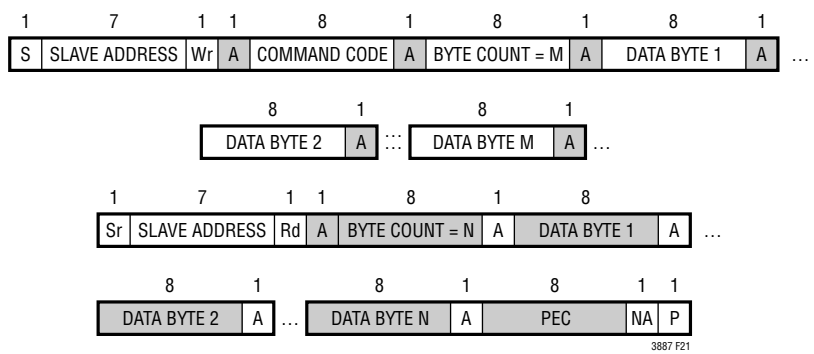 1 7 1 1 8 1 8 1 8 1
S SLAVE ADDRESS Wr A COMMAND CODE A BYTE COUNT = M A DATA BYTE 1 A …
8 1 8 1
DATA BYTE 2 A … DATA BYTE M A …
1 7 1 1 8 1 8 1
Sr SLAVE ADDRESS Rd A BYTE COUNT = N A DATA BYTE 1 A …
8 1 8 1 8 1 1
DATA BYTE 2 A … DATA BYTE N A PEC NA P
3887 F21